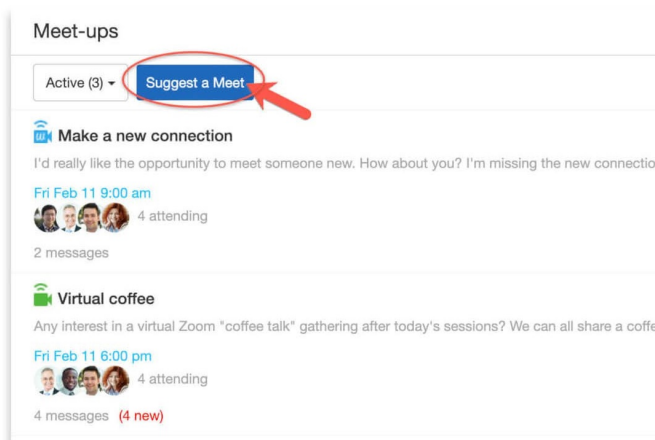 Meet-ups
Active (3)
Suggest a Meet
Make a new connection
I'd really like the opportunity to meet someone new. How about you? I'm missing the new connectio
Fri Feb 11 9:00 am
4 attending
2 messages
Virtual coffee
Any interest in a virtual Zoom "coffee talk" gathering after today's sessions? We can all share a coffe
Fri Feb 11 6:00 pm
4 attending
4 messages (4 new)